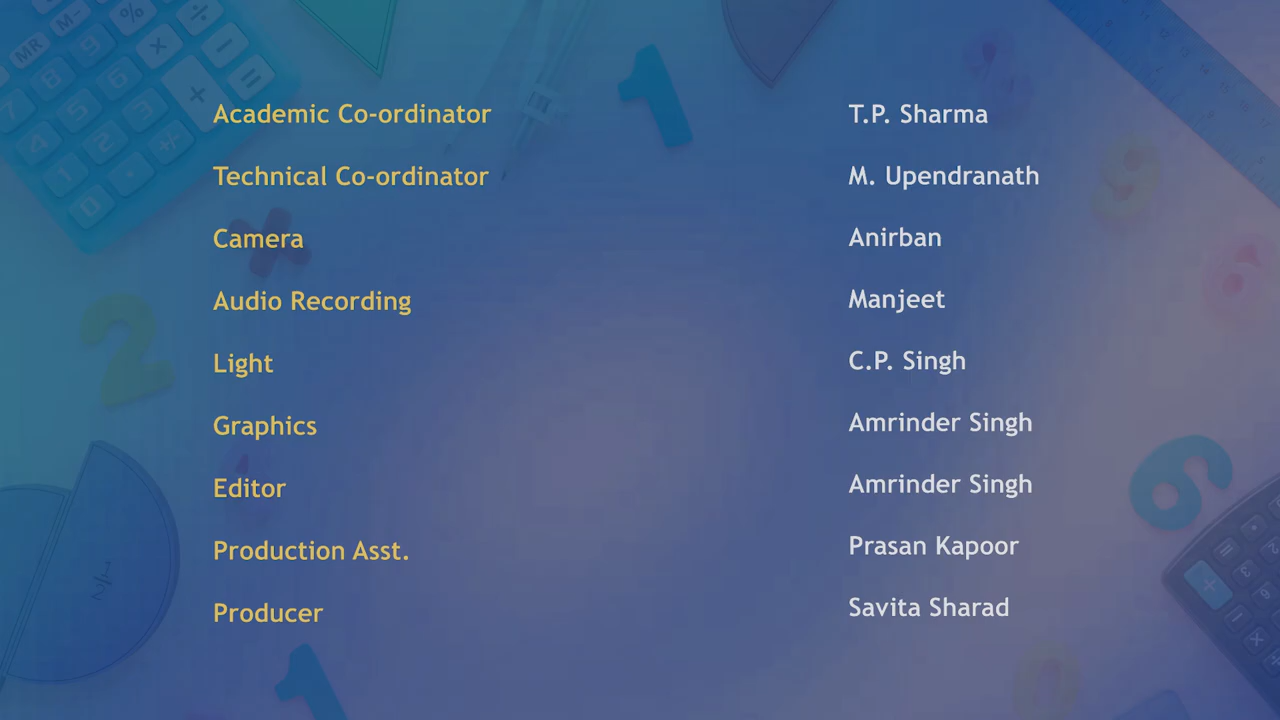 Academic Co-ordinator T.P. Sharma
Technical Co-ordinator M. Upendranath
Camera Anirban
Audio Recording Manjeet
Light C.P. Singh
Graphics Amrinder Singh
Editor Amrinder Singh
Production Asst. Prasan Kapoor
Producer Savita Sharad